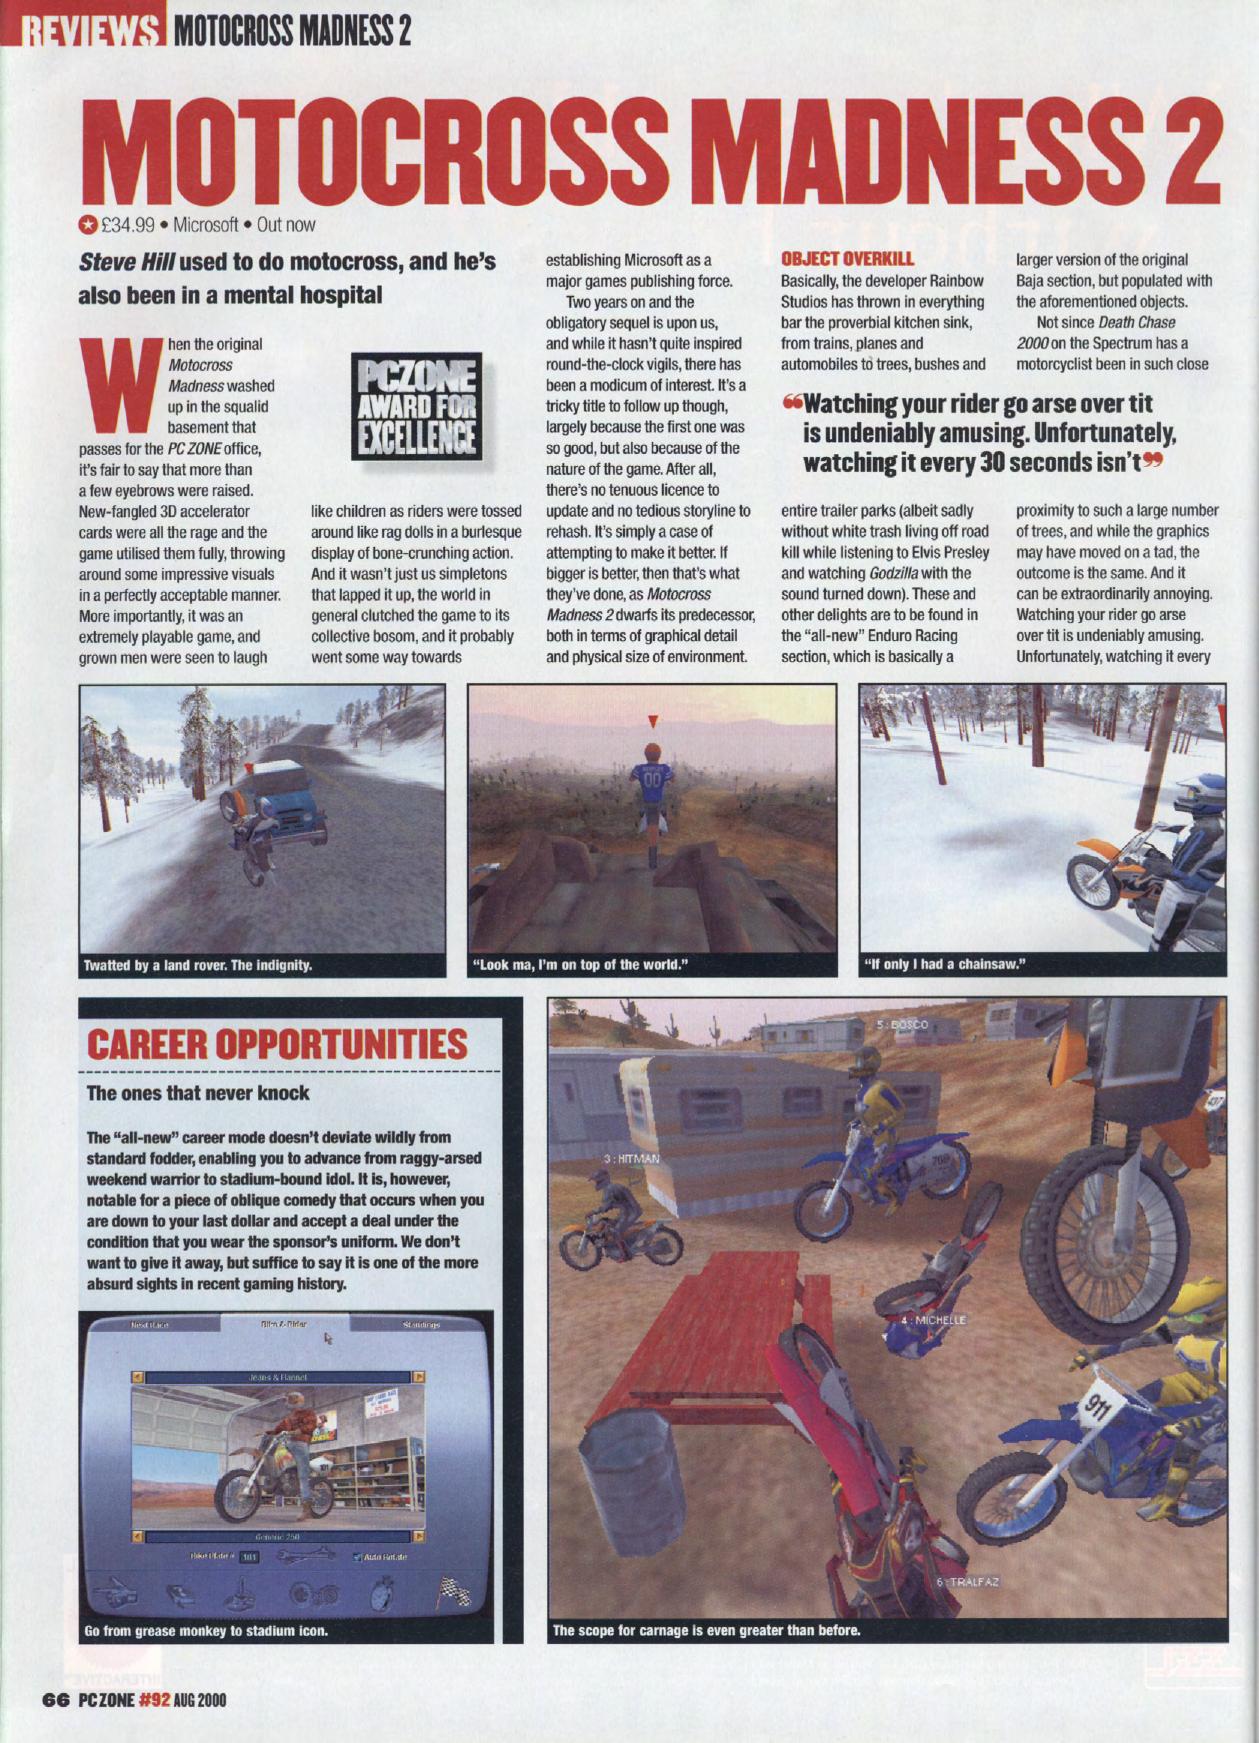 REVIEWS MOTOCROSS MADNESS 2
MOTOCROSS MADNESS 2
£34.99 • Microsoft • Out now
Steve Hill used to do motocross, and he's
also been in a mental hospital
When the original
Motocross
Madness washed
up in the squalid
basement that
passes for the PC ZONE office,
it's fair to say that more than
a few eyebrows were raised.
New-fangled 3D accelerator
cards were all the rage and the
game utilised them fully, throwing
around some impressive visuals
in a perfectly acceptable manner.
More importantly, it was an
extremely playable game, and
grown men were seen to laugh
PCZONE
AWARD FOR
EXCELLENCE
like children as riders were tossed
around like rag dolls in a burlesque
display of bone-crunching action.
And it wasn't just us simpletons
that lapped it up, the world in
general clutched the game to its
collective bosom, and it probably
went some way towards
establishing Microsoft as a
major games publishing force.
Two years on and the
obligatory sequel is upon us,
and while it hasn't quite inspired
round-the-clock vigils, there has
been a modicum of interest. It's a
tricky title to follow up though,
largely because the first one was
so good, but also because of the
nature of the game. After all,
there's no tenuous licence to
update and no tedious storyline to
rehash. It's simply a case of
attempting to make it better. If
bigger is better, then that's what
they've done, as Motocross
Madness 2 dwarfs its predecessor,
both in terms of graphical detail
and physical size of environment.
OBJECT OVERKILL
Basically, the developer Rainbow
Studios has thrown in everything
bar the proverbial kitchen sink,
from trains, planes and
automobiles to trees, bushes and
“Watching your rider go arse over tit
is undeniably amusing. Unfortunately,
watching it every 30 seconds isn't”
entire trailer parks (albeit sadly
without white trash living off road
kill while listening to Elvis Presley
and watching Godzilla with the
sound turned down). These and
other delights are to be found in
the “all-new” Enduro Racing
section, which is basically a
larger version of the original
Baja section, but populated with
the aforementioned objects.
Not since Death Chase
2000 on the Spectrum has a
motorcyclist been in such close
proximity to such a large number
of trees, and while the graphics
may have moved on a tad, the
outcome is the same. And it
can be extraordinarily annoying.
Watching your rider go arse
over tit is undeniably amusing.
Unfortunately, watching it every
00
Twatted by a land rover. The indignity.
“Look ma, I'm on top of the world.”
“If only I had a chainsaw.”
CAREER OPPORTUNITIES
The ones that never knock
The “all-new” career mode doesn't deviate wildly from
standard fodder, enabling you to advance from raggy-arsed
weekend warrior to stadium-bound idol. It is, however,
notable for a piece of oblique comedy that occurs when you
are down to your last dollar and accept a deal under the
condition that you wear the sponsor's uniform. We don't
want to give it away, but suffice to say it is one of the more
absurd sights in recent gaming history.
Next Race Bike & Rider Standings
Jeans & Flannel
101
Generic 250
Bike Plate # 101 Auto Rotate
Go from grease monkey to stadium icon.
5 : BOSCO
3 : HITMAN
437
769
4 : MICHELLE
911
6 : TRALFAZ
The scope for carnage is even greater than before.
66 PCZONE #92 AUG 2000